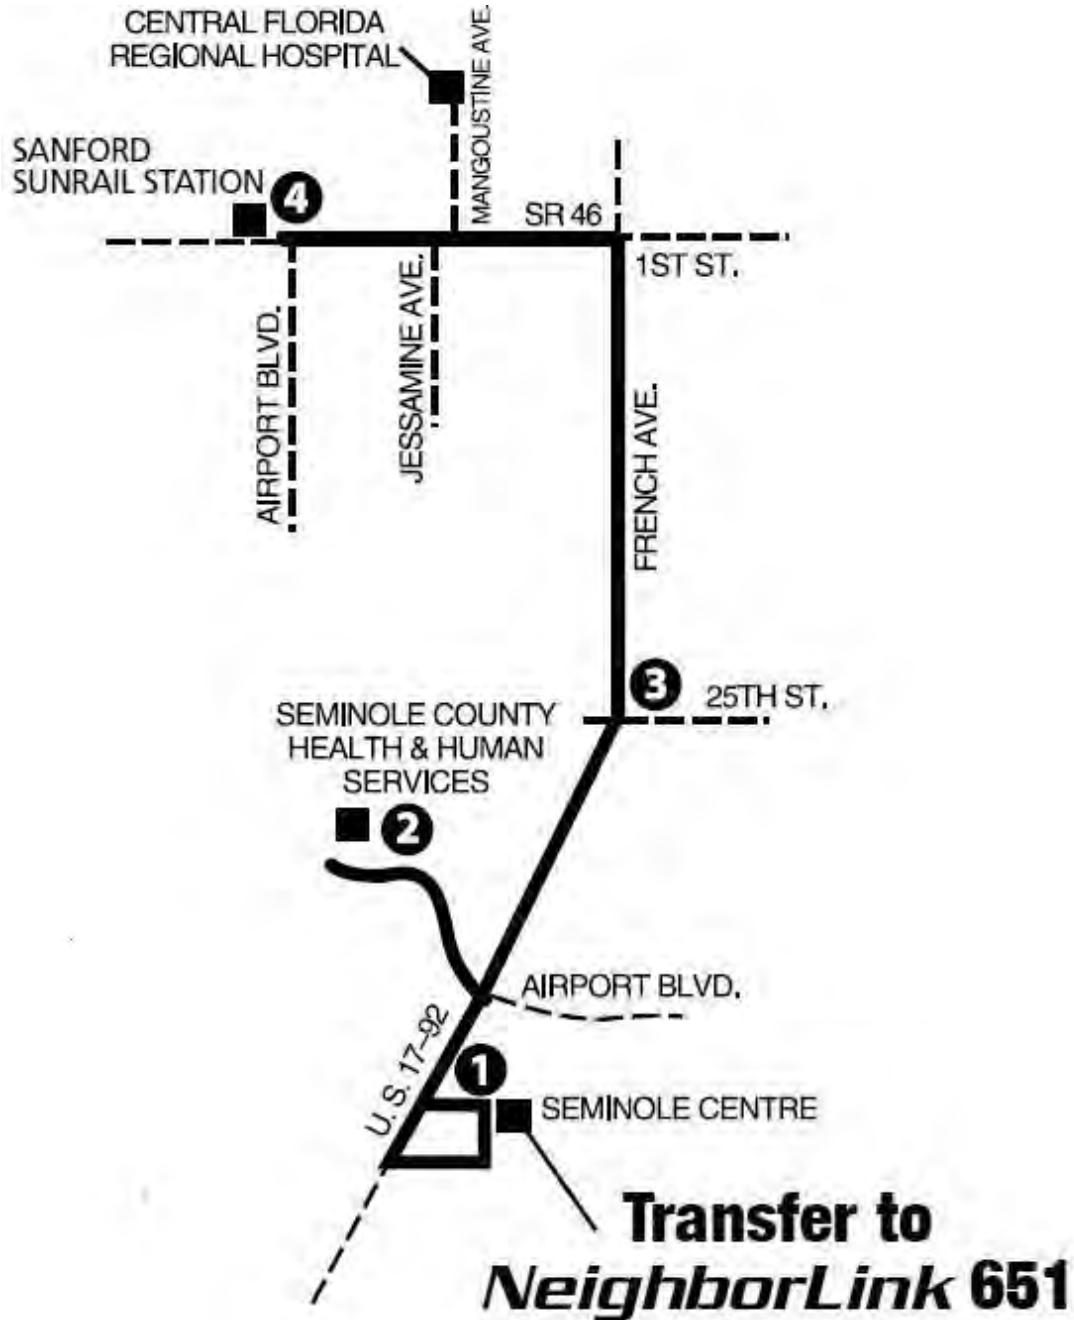 CENTRAL FLORIDA
REGIONAL HOSPITAL
MANGOUSTINE AVE.
SANFORD
SUNRAIL STATION
4
SR 46
1ST ST.
AIRPORT BLVD.
JESSAMINE AVE.
FRENCH AVE.
3
25TH ST.
SEMINOLE COUNTY
HEALTH & HUMAN
SERVICES
2
AIRPORT BLVD.
U. S. 17-92
1
SEMINOLE CENTRE
Transfer to
NeighborLink 651